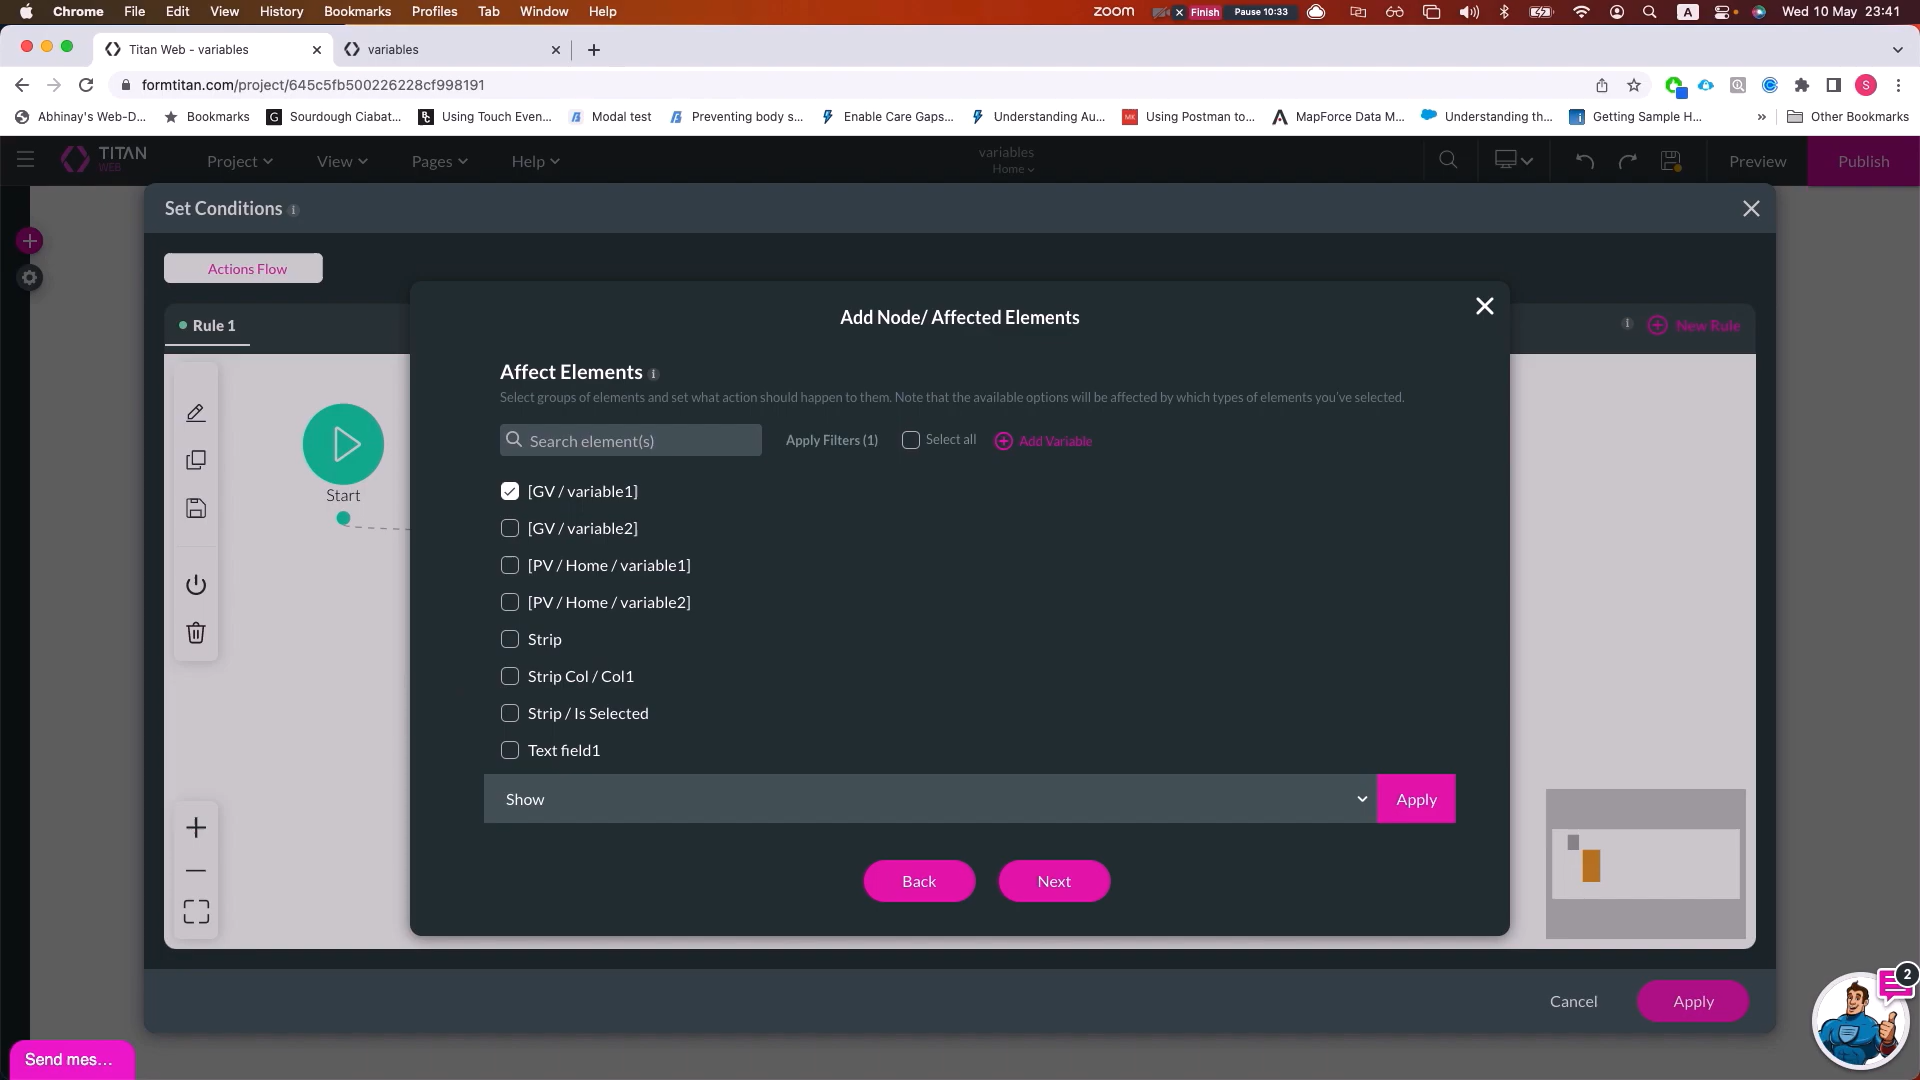 Chrome File Edit View History Bookmarks Profiles Tab Window Help zoom Finish Pause 10:33 A Wed 10 May 23:41
Titan Web - variables variables
formtitan.com/project/645c5fb500226228cf998191 S
Abhinay's Web-D... Bookmarks G Sourdough Ciabat... Using Touch Even... Modal test Preventing body s... Enable Care Gaps... Understanding Au... MK Using Postman to... MapForce Data M... Understanding th... Getting Sample H... » Other Bookmarks
TITAN
WEB
Project View Pages Help
variables
Home
Preview Publish
Set Conditions
Actions Flow
Rule 1
New Rule
Start
Add Node/ Affected Elements
Affect Elements
Select groups of elements and set what action should happen to them. Note that the available options will be affected by which types of elements you've selected.
Search element(s) Apply Filters (1) Select all Add Variable
[GV / variable1]
[GV / variable2]
[PV / Home / variable1]
[PV / Home / variable2]
Strip
Strip Col / Col1
Strip / Is Selected
Text field1
Show Apply
Back Next
Cancel Apply
2
Send mes...